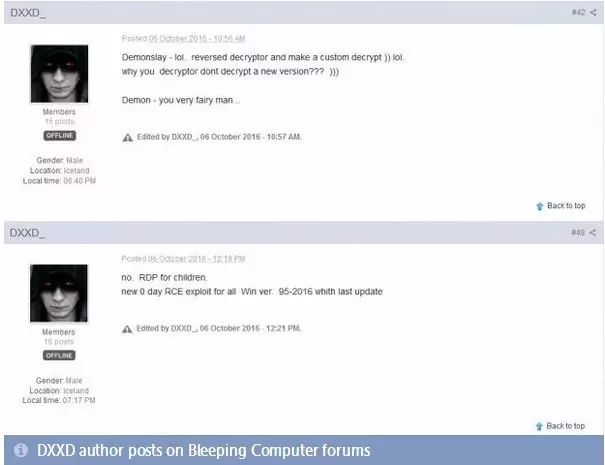 DXXD_ #42
Posted 06 October 2016 - 10:56 AM
Demonslay - lol. reversed decryptor and make a custom decrypt )) lol.
why you decryptor dont decrypt a new version??? )))
Demon - you very fairy man...
Members
16 posts
OFFLINE
Edited by DXXD_, 06 October 2016 - 10:57 AM.
Gender: Male
Location: Iceland
Local time: 06:40 PM
Back to top
DXXD_ #48
Posted 06 October 2016 - 12:19 PM
no. RDP for children.
new 0 day RCE exploit for all Win ver. 95-2016 whith last update
Edited by DXXD_, 06 October 2016 - 12:21 PM.
Members
16 posts
OFFLINE
Gender: Male
Location: Iceland
Local time: 07:17 PM
Back to top
DXXD author posts on Bleeping Computer forums